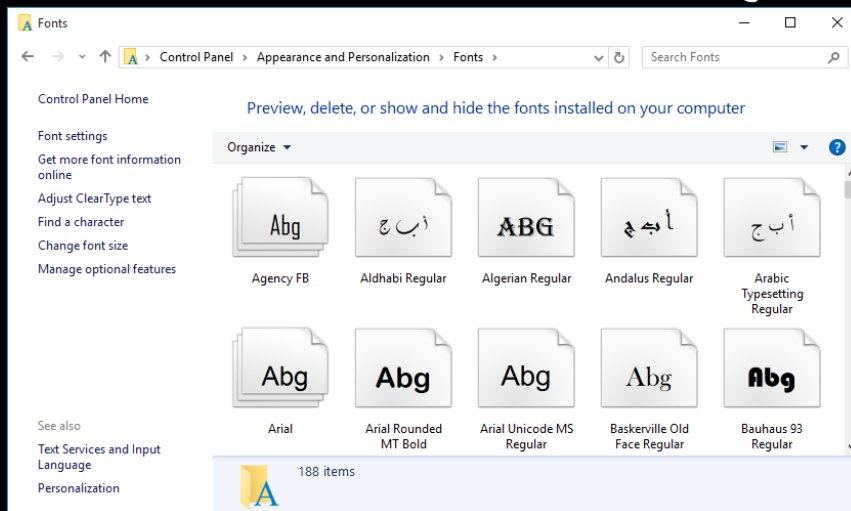 Fonts
Control Panel > Appearance and Personalization > Fonts >
Search Fonts
Control Panel Home
Font settings
Get more font information
online
Adjust ClearType text
Find a character
Change font size
Manage optional features
See also
Text Services and Input
Language
Personalization
Preview, delete, or show and hide the fonts installed on your computer
Organize
Abg
أب ج
ABG
أب ج
أب ج
Agency FB
Aldhabi Regular
Algerian Regular
Andalus Regular
Arabic
Typesetting
Regular
Abg
Abg
Abg
Abg
Abg
Arial
Arial Rounded
MT Bold
Arial Unicode MS
Regular
Baskerville Old
Face Regular
Bauhaus 93
Regular
188 items